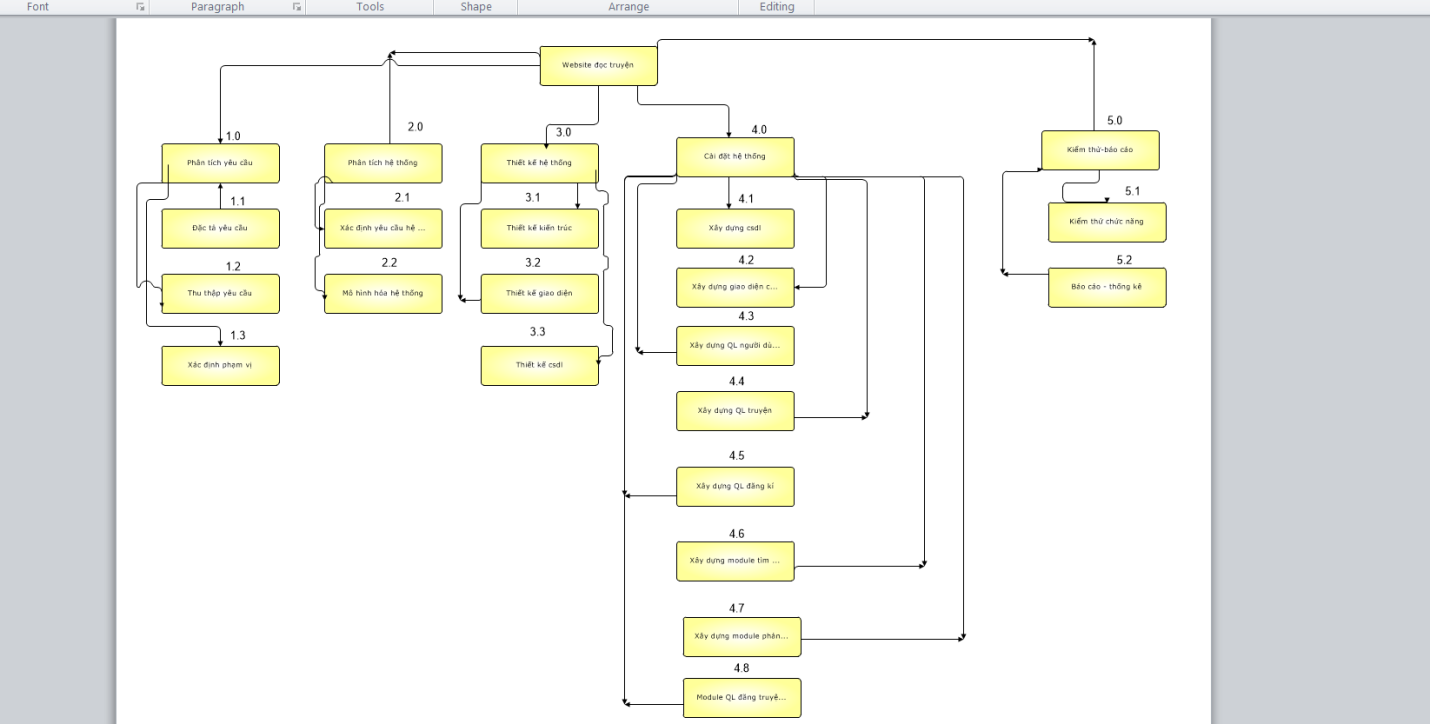 Font Paragraph Tools Shape Arrange Editing
Website đọc truyện
1.0
Phân tích yêu cầu
1.1
Đặc tả yêu cầu
1.2
Thu thập yêu cầu
1.3
Xác định phạm vị
2.0
Phân tích hệ thống
2.1
Xác định yêu cầu hệ ...
2.2
Mô hình hóa hệ thống
3.0
Thiết kế hệ thống
3.1
Thiết kế kiến trúc
3.2
Thiết kế giao diện
3.3
Thiết kế csdl
4.0
Cài đặt hệ thống
4.1
Xây dựng csdl
4.2
Xây dựng giao diện c...
4.3
Xây dựng QL người dù...
4.4
Xây dựng QL truyện
4.5
Xây dựng QL đăng kí
4.6
Xây dựng module tìm ...
4.7
Xây dựng module phân...
4.8
Module QL đăng truyệ...
5.0
Kiểm thử-báo cáo
5.1
Kiểm thử chức năng
5.2
Báo cáo - thống kê